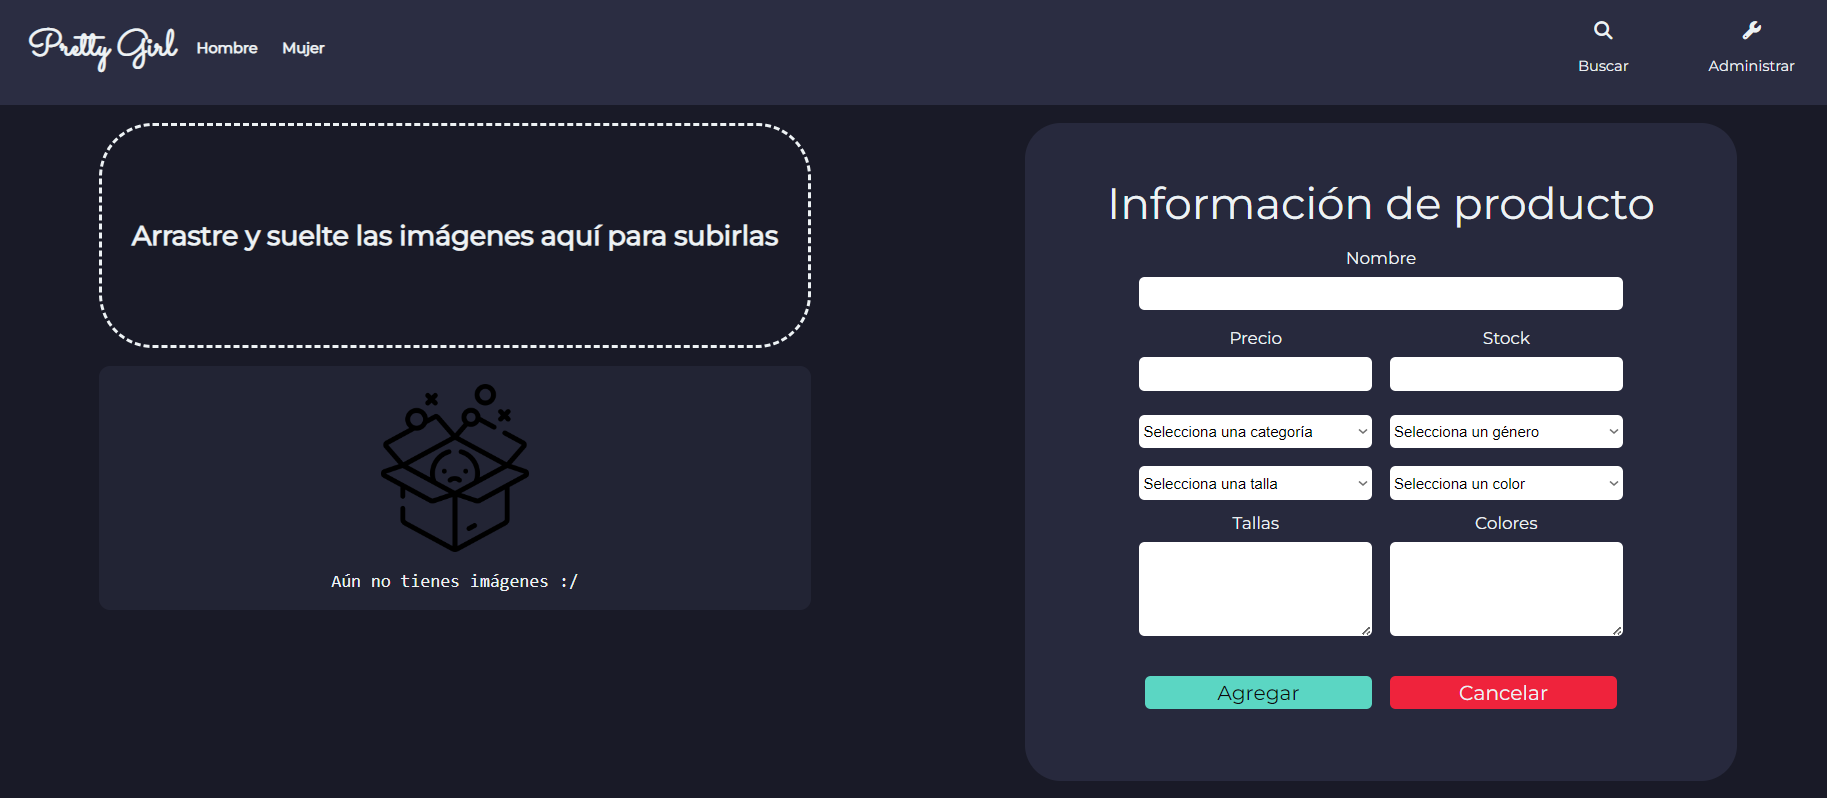 Pretty Girl
Hombre
Mujer
Buscar
Administrar
Arrastre y suelte las imágenes aquí para subirlas
Aún no tienes imágenes :/
Información de producto
Nombre
Precio
Stock
Selecciona una categoría
Selecciona un género
Selecciona una talla
Selecciona un color
Tallas
Colores
Agregar
Cancelar